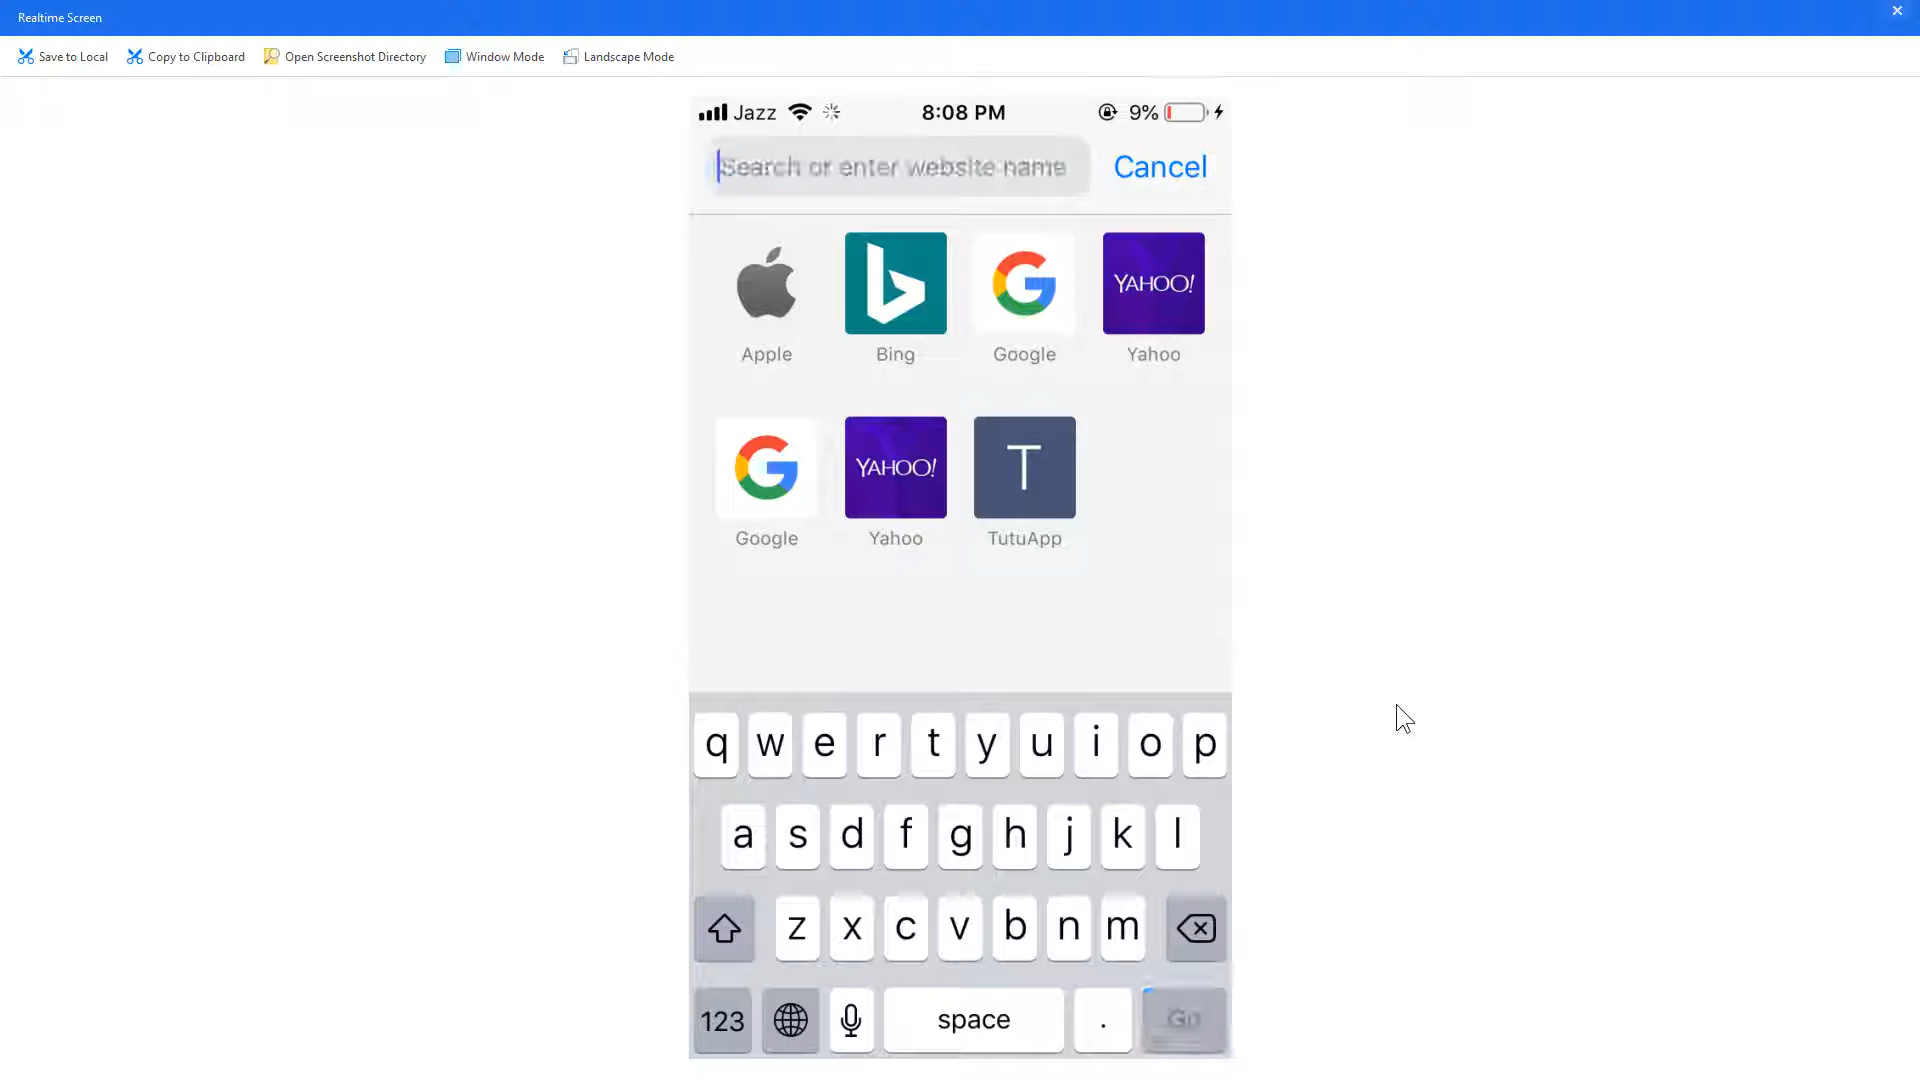 Realtime Screen
Save to Local Copy to Clipboard Open Screenshot Directory Window Mode Landscape Mode
Jazz 8:08 PM 9%
Search or enter website name Cancel
YAHOO!
Apple Bing Google Yahoo
YAHOO! T
Google Yahoo TutuApp
q w e r t y u i o p
a s d f g h j k l
z x c v b n m
123 space . Go